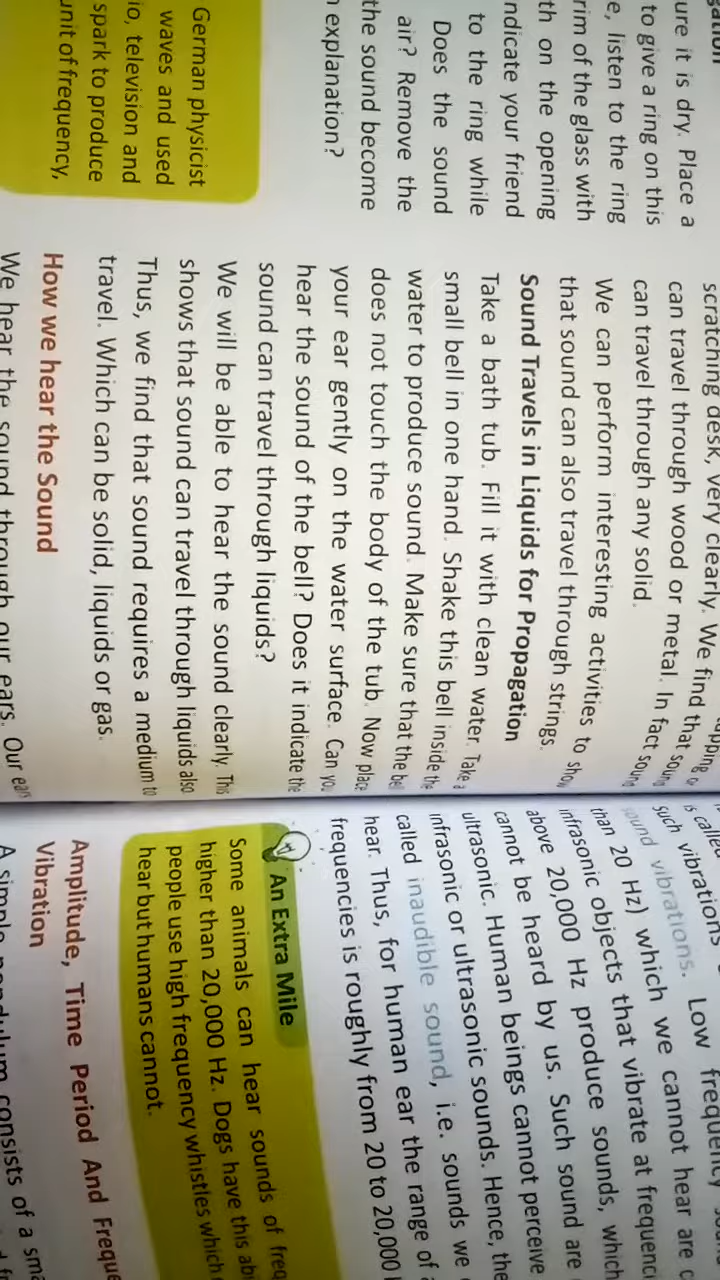 ure it is dry. Place a
to give a ring on this
e, listen to the ring
rim of the glass with
th on the opening
ndicate your friend
to the ring while
Does the sound
air? Remove the
the sound become
explanation?
German physicist
waves and used
io, television and
spark to produce
unit of frequency,
scratching desk, very clearly. We find that sound
can travel through wood or metal. In fact sound
can travel through any solid.
We can perform interesting activities to show
that sound can also travel through strings.
Sound Travels in Liquids for Propagation
Take a bath tub. Fill it with clean water. Take a
small bell in one hand. Shake this bell inside the
water to produce sound. Make sure that the bell
does not touch the body of the tub. Now place
your ear gently on the water surface. Can you
hear the sound of the bell? Does it indicate the
sound can travel through liquids?
We will be able to hear the sound clearly. This
shows that sound can travel through liquids also
Thus, we find that sound requires a medium to
travel. Which can be solid, liquids or gas.
How we hear the Sound
We hear the sound through our ears. Our ears
is called
such vibrations
sound vibrations. Low frequency
than 20 Hz) which we cannot hear are c
infrasonic objects that vibrate at frequenc
above 20,000 Hz produce sounds, which
cannot be heard by us. Such sound are
ultrasonic. Human beings cannot perceive
infrasonic or ultrasonic sounds. Hence, the
called inaudible sound, i.e. sounds we
hear. Thus, for human ear the range of
frequencies is roughly from 20 to 20,000
An Extra Mile
Some animals can hear sounds of freq
higher than 20,000 Hz. Dogs have this abi
people use high frequency whistles which
hear but humans cannot.
Amplitude, Time Period And Freque
Vibration
A simple pendulum consists of a sma